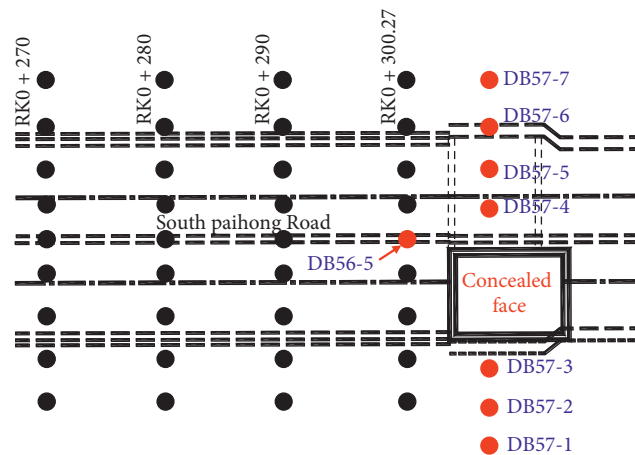 RK0 + 270
RK0 + 280
RK0 + 290
RK0 + 300.27
DB57-7
DB57-6
DB57-5
DB57-4
South paihong Road
DB56-5
Concealed
face
DB57-3
DB57-2
DB57-1